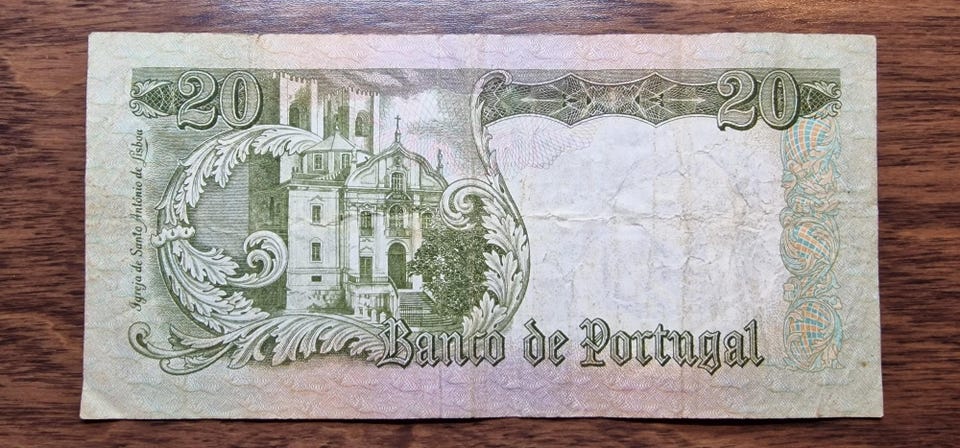 20
20
Igreja de Santo António de Lisboa
Banco de Portugal